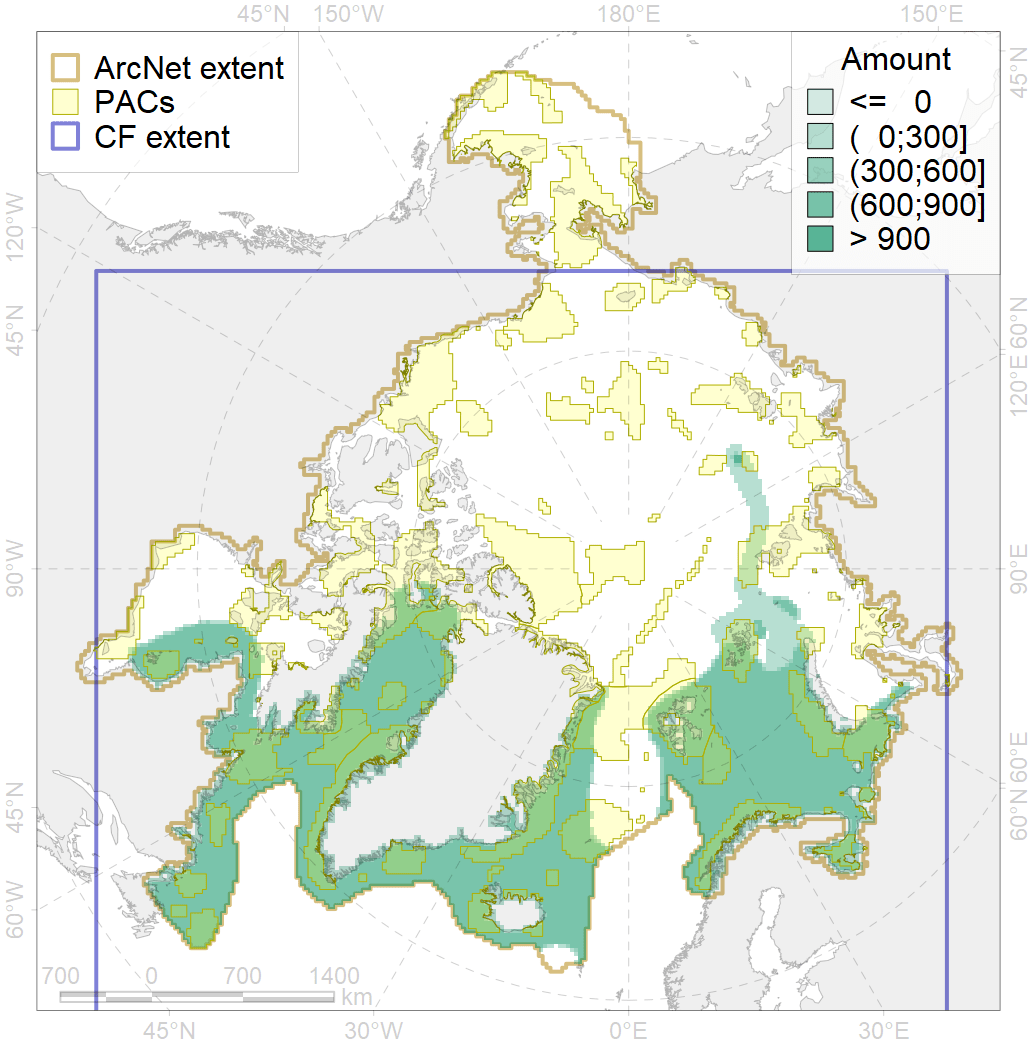 45°N 150°W 180°E 150°E
ArcNet extent
PACs
CF extent
Amount
<= 0
( 0;300]
(300;600]
(600;900]
> 900
45°N
120°W
60°N
45°N
120°E
90°W
90°E
60°E
45°N
60°N
60°W
700 0 700 1400
km
45°N 30°W 0°E 30°E